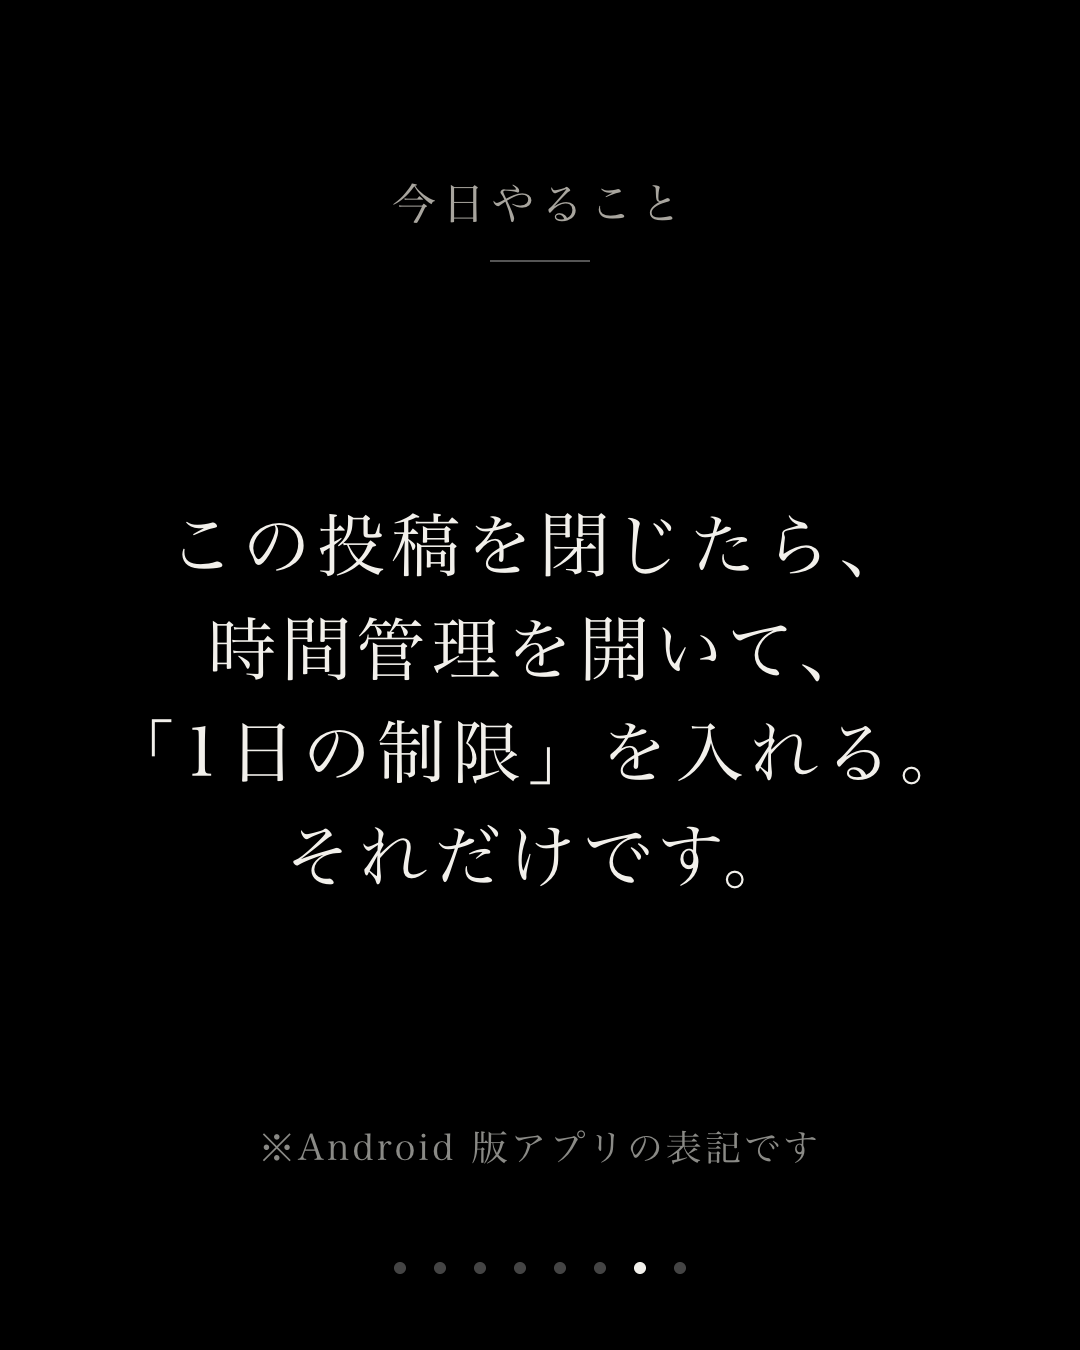 今日やること
この投稿を閉じたら、
時間管理を開いて、
「1日の制限」を入れる。
それだけです。
※Android 版アプリの表記です